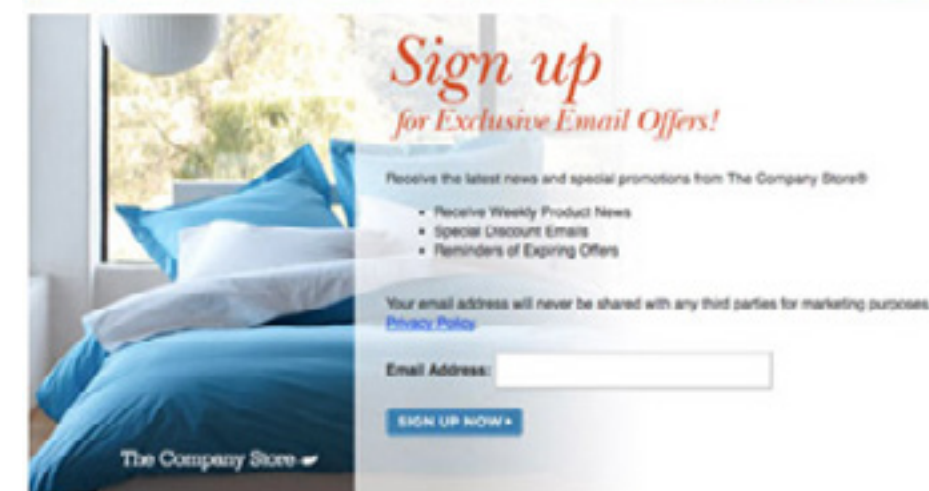 Sign up
for Exclusive Email Offers!
Receive the latest news and special promotions from The Company Store®
• Receive Weekly Product News
• Special Discount Emails
• Reminders of Expiring Offers
Your email address will never be shared with any third parties for marketing purposes
Privacy Policy
Email Address:
SIGN UP NOW
The Company Store